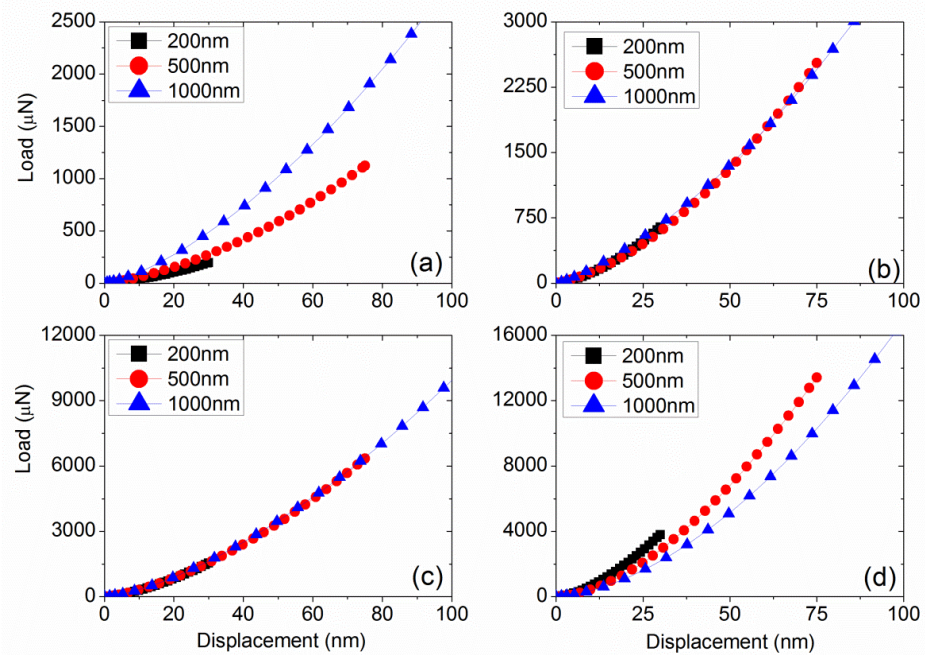 2500
2000
1500
1000
500
0
0 20 40 60 80 100
Load (μN)
200nm
500nm
1000nm
(a)
3000
2250
1500
750
0
0 25 50 75 100
200nm
500nm
1000nm
(b)
12000
9000
6000
3000
0
0 20 40 60 80 100
Load (μN)
Displacement (nm)
200nm
500nm
1000nm
(c)
16000
12000
8000
4000
0
0 25 50 75 100
Displacement (nm)
200nm
500nm
1000nm
(d)